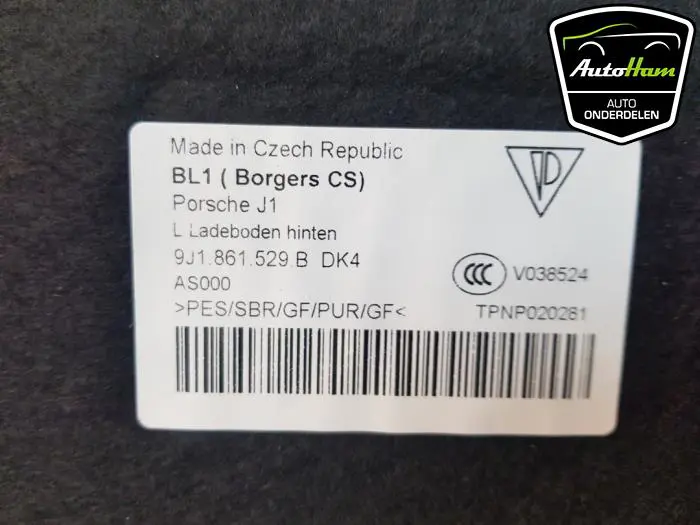 AutoHam
AUTO
ONDERDELEN
Made in Czech Republic
BL1 ( Borgers CS)
Porsche J1
L Ladeboden hinten
9J1.861.529.B DK4
AS000
CCC V038524
>PES/SBR/GF/PUR/GF< TPNP020281